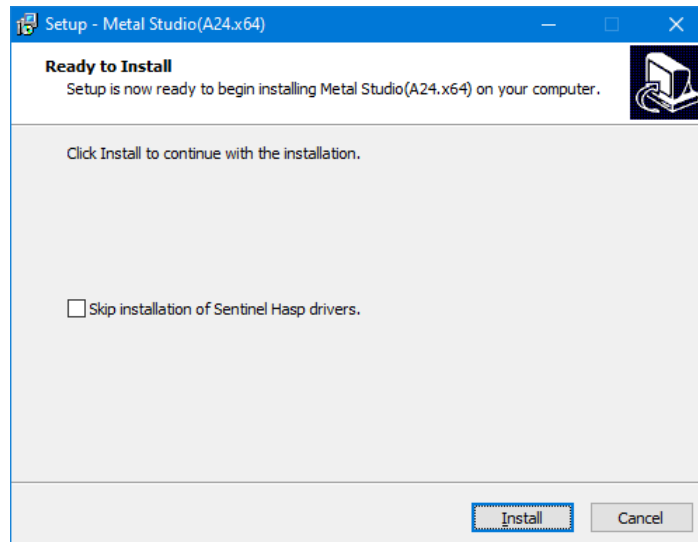 Setup - Metal Studio(A24.x64)
Ready to Install
Setup is now ready to begin installing Metal Studio(A24.x64) on your computer.
Click Install to continue with the installation.
Skip installation of Sentinel Hasp drivers.
Install
Cancel